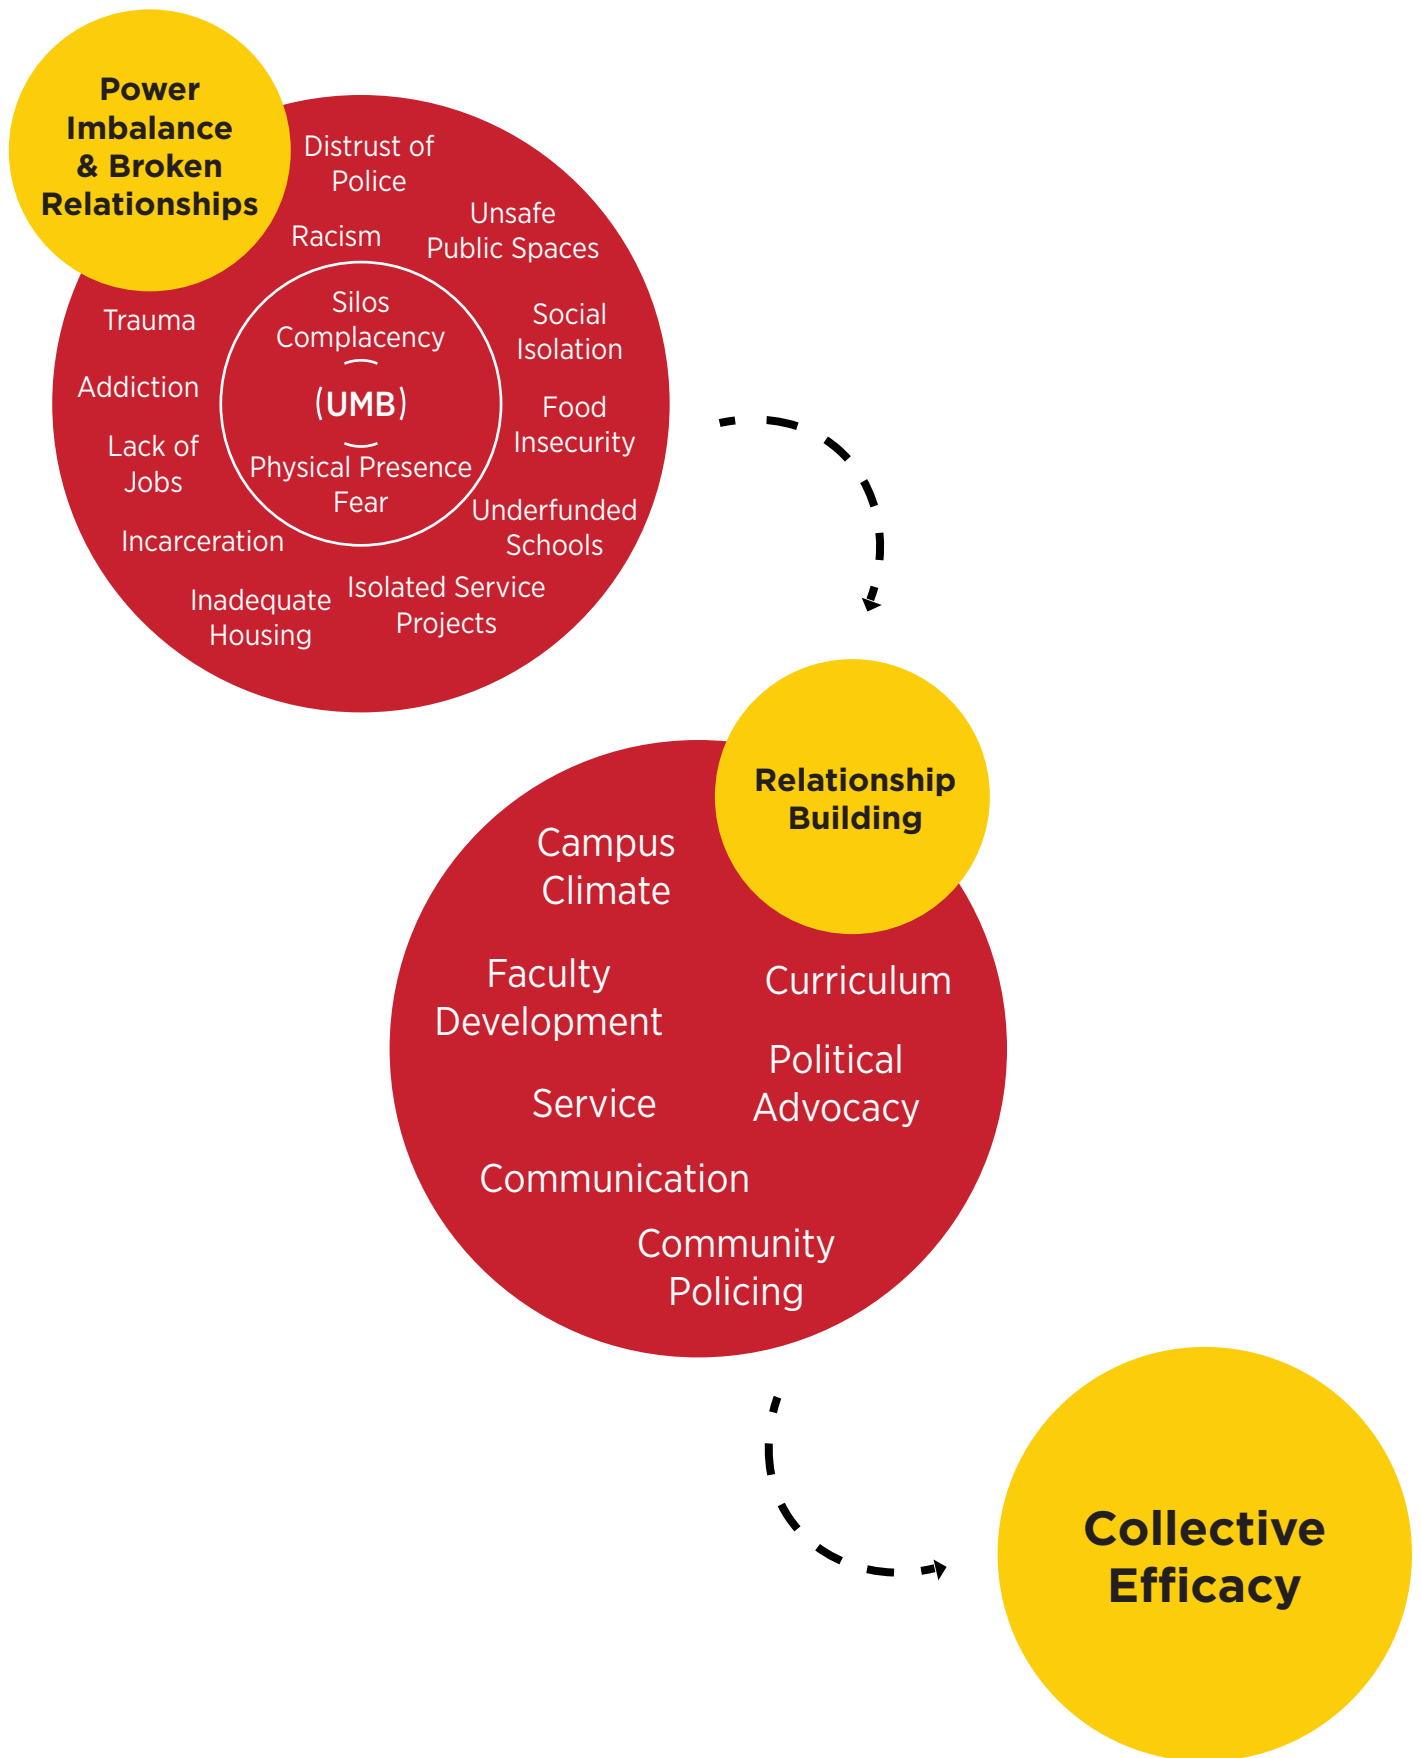 Power
Imbalance
& Broken
Relationships
Distrust of
Police
Racism
Unsafe
Public Spaces
Trauma
Addiction
Lack of
Jobs
Incarceration
Inadequate
Housing
Isolated Service
Projects
Underfunded
Schools
Food
Insecurity
Social
Isolation
Silos
Complacency
(UMB)
Physical Presence
Fear
Relationship
Building
Campus
Climate
Faculty
Development
Curriculum
Political
Advocacy
Service
Communication
Community
Policing
Collective
Efficacy